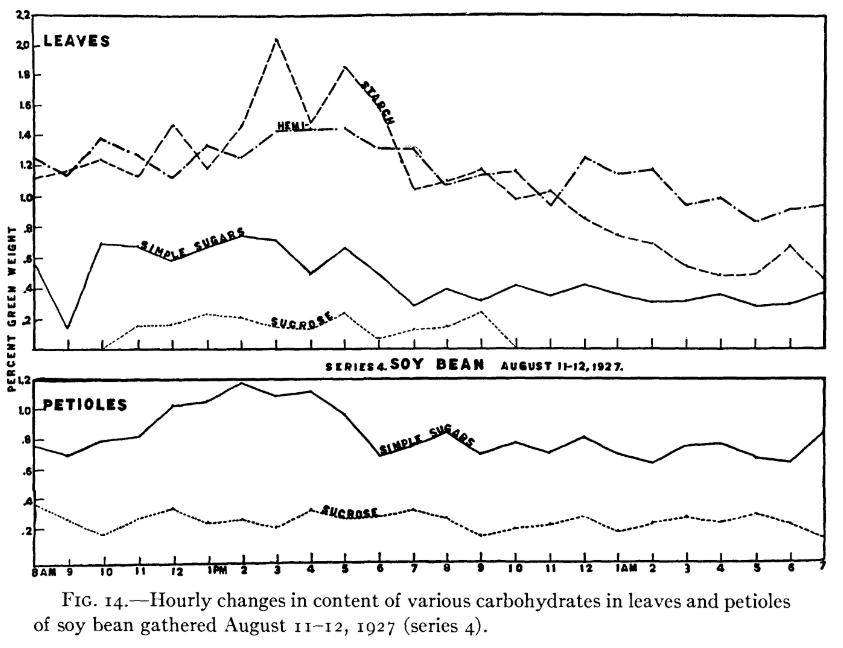 2.2
LEAVES
2.0
1.8
STARCH
1.6
HEMI-
1.4
1.2
1.0
.8
SIMPLE SUGARS
.6
.4
SUCROSE
.2
PERCENT GREEN WEIGHT
SERIES 4. SOY BEAN AUGUST 11-12, 1927.
1.2
PETIOLES
1.0
.8
SIMPLE SUGARS
.6
.4
SUCROSE
.2
8AM 9 10 11 12 1PM 2 3 4 5 6 7 8 9 10 11 12 1AM 2 3 4 5 6 7
FIG. 14.—Hourly changes in content of various carbohydrates in leaves and petioles
of soy bean gathered August 11–12, 1927 (series 4).